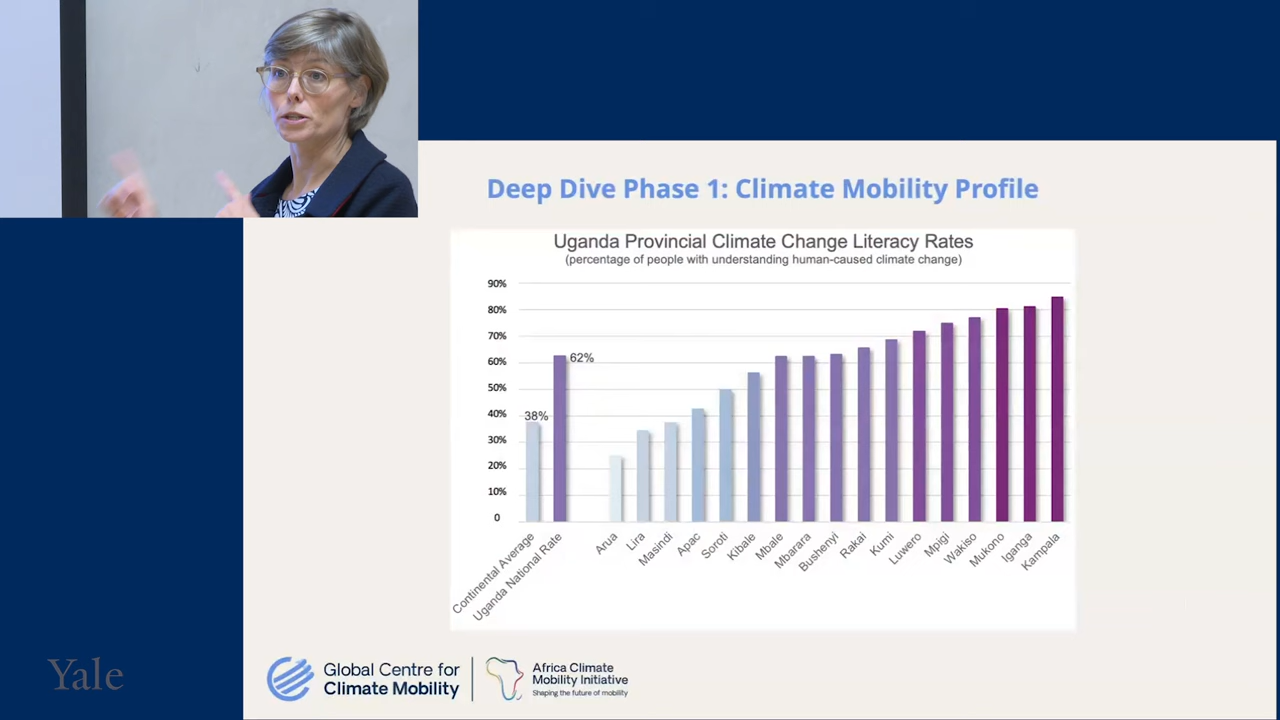 Deep Dive Phase 1: Climate Mobility Profile
Uganda Provincial Climate Change Literacy Rates
(percentage of people with understanding human-caused climate change)
90%
80%
70%
60%
50%
40%
30%
20%
10%
0
38%
62%
Continental Average
Uganda National Rate
Arua
Lira
Masindi
Apac
Soroti
Kibale
Mbale
Mbarara
Bushenyi
Rakai
Kumi
Luwero
Mpigi
Wakiso
Mukono
Iganga
Kampala
Yale
Global Centre for
Climate Mobility
Africa Climate
Mobility Initiative
Shaping the future of mobility